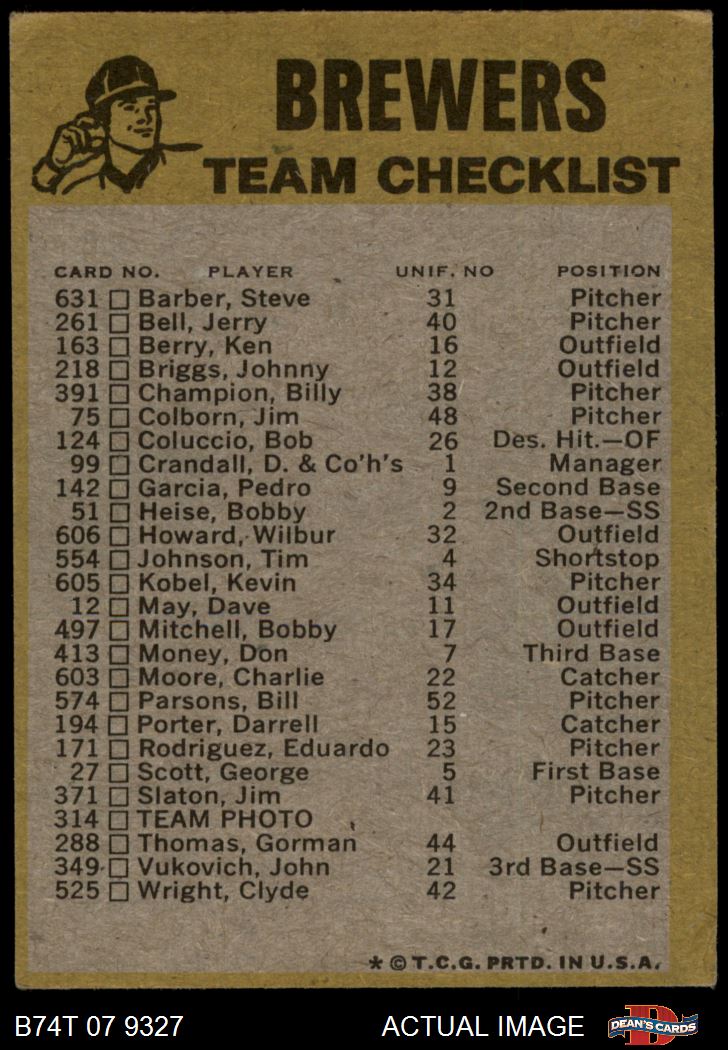 BREWERS
TEAM CHECKLIST
CARD NO. PLAYER UNIF. NO POSITION
631 Barber, Steve 31 Pitcher
261 Bell, Jerry 40 Pitcher
163 Berry, Ken 16 Outfield
218 Briggs, Johnny 12 Outfield
391 Champion, Billy 38 Pitcher
75 Colborn, Jim 48 Pitcher
124 Coluccio, Bob 26 Des. Hit.—OF
99 Crandall, D. & Co'h's 1 Manager
142 Garcia, Pedro 9 Second Base
51 Heise, Bobby 2 2nd Base—SS
606 Howard, Wilbur 32 Outfield
554 Johnson, Tim 4 Shortstop
605 Kobel, Kevin 34 Pitcher
12 May, Dave 11 Outfield
497 Mitchell, Bobby 17 Outfield
413 Money, Don 7 Third Base
603 Moore, Charlie 22 Catcher
574 Parsons, Bill 52 Pitcher
194 Porter, Darrell 15 Catcher
171 Rodriguez, Eduardo 23 Pitcher
27 Scott, George 5 First Base
371 Slaton, Jim 41 Pitcher
314 TEAM PHOTO
288 Thomas, Gorman 44 Outfield
349 Vukovich, John 21 3rd Base—SS
525 Wright, Clyde 42 Pitcher
* © T.C.G. PRTD. IN U.S.A.
B74T 07 9327 ACTUAL IMAGE DEAN'S CARDS